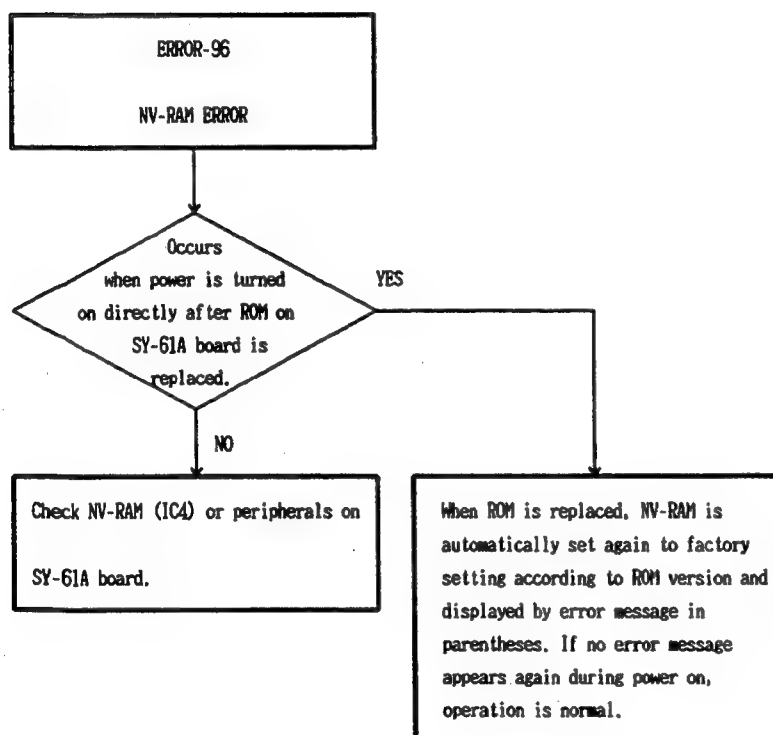 ERROR-96
NV-RAM ERROR
Occurs
when power is turned
on directly after ROM on
SY-61A board is
replaced.
YES
NO
Check NV-RAM (IC4) or peripherals on
SY-61A board.
When ROM is replaced, NV-RAM is
automatically set again to factory
setting according to ROM version and
displayed by error message in
parentheses. If no error message
appears again during power on,
operation is normal.